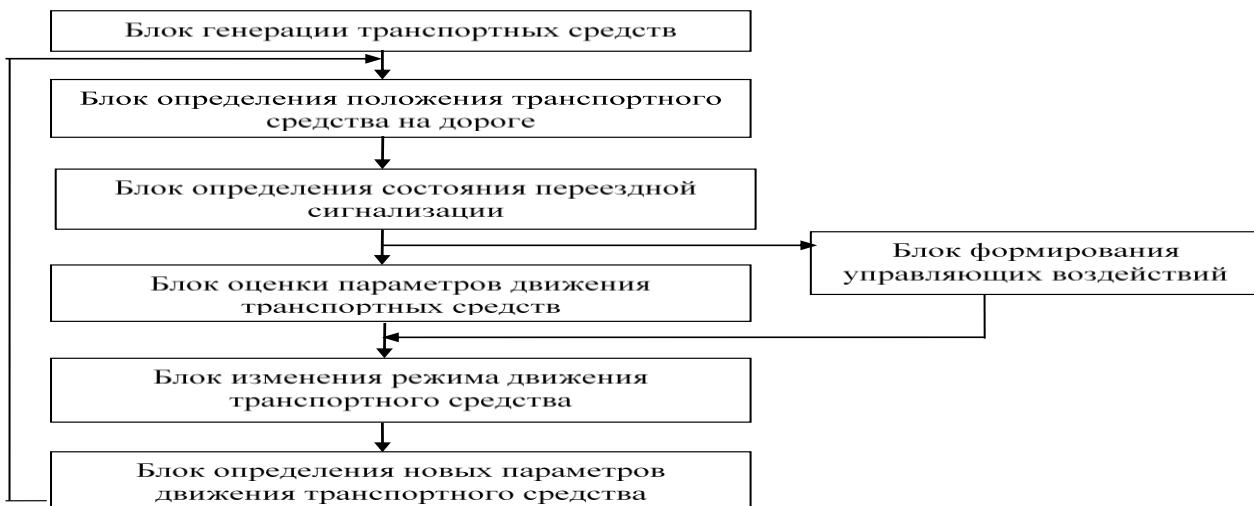 Блок генерации транспортных средств
Блок определения положения транспортного
средства на дороге
Блок определения состояния переездной
сигнализации
Блок формирования
управляющих воздействий
Блок оценки параметров движения
транспортных средств
Блок изменения режима движения
транспортного средства
Блок определения новых параметров
движения транспортного средства